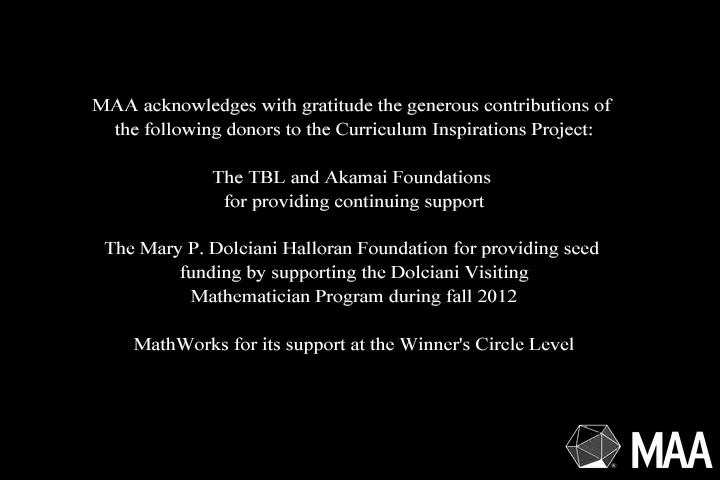 MAA acknowledges with gratitude the generous contributions of
the following donors to the Curriculum Inspirations Project:
The TBL and Akamai Foundations
for providing continuing support
The Mary P. Dolciani Halloran Foundation for providing seed
funding by supporting the Dolciani Visiting
Mathematician Program during fall 2012
MathWorks for its support at the Winner's Circle Level
MAA